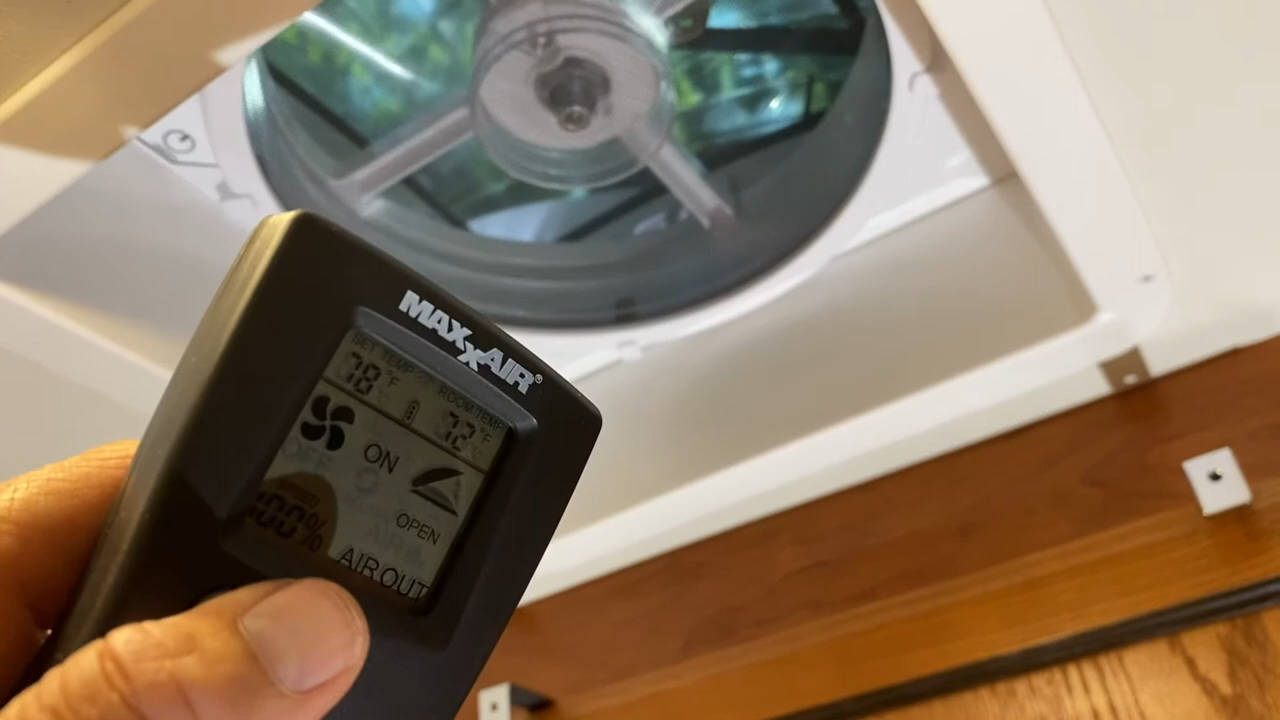 MAXXAIR®
SET TEMP ROOM TEMP
78°F 72°F
ON
OPEN
100%
AIR OUT